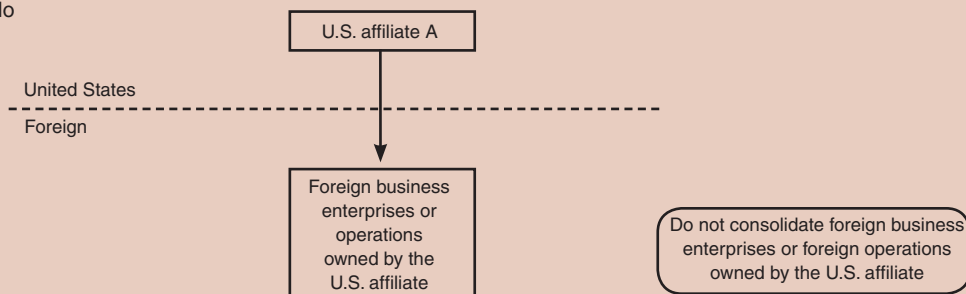 U.S. affiliate A
United States
Foreign
Foreign business
enterprises or
operations
owned by the
U.S. affiliate
Do not consolidate foreign business
enterprises or foreign operations
owned by the U.S. affiliate